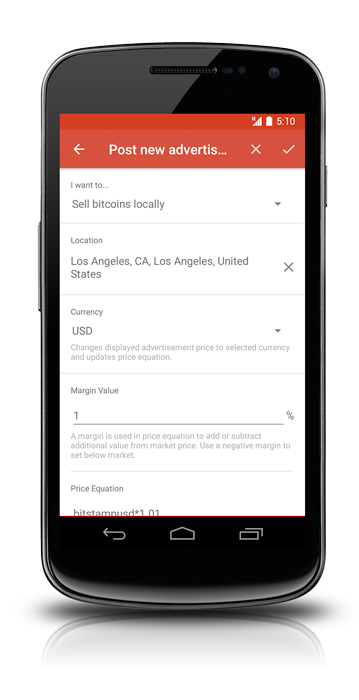 5:10
Post new advertis...
I want to...
Sell bitcoins locally
Location
Los Angeles, CA, Los Angeles, United
States
Currency
USD
Changes displayed advertisement price to selected currency
and updates price equation.
Margin Value
1 %
A margin is used in price equation to add or subtract
additional value from market price. Use a negative margin to
set below market.
Price Equation
bitstampusd*1.01